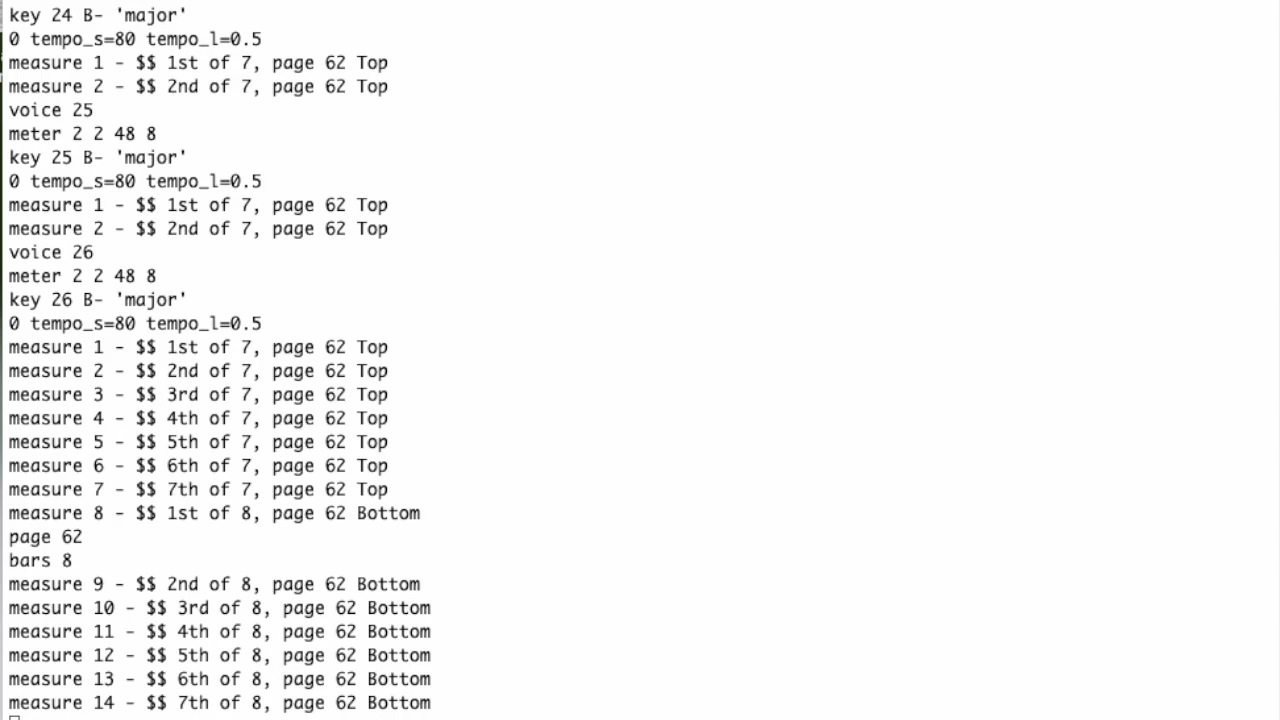 key 24 B- 'major'
0 tempo_s=80 tempo_l=0.5
measure 1 - $$ 1st of 7, page 62 Top
measure 2 - $$ 2nd of 7, page 62 Top
voice 25
meter 2 2 48 8
key 25 B- 'major'
0 tempo_s=80 tempo_l=0.5
measure 1 - $$ 1st of 7, page 62 Top
measure 2 - $$ 2nd of 7, page 62 Top
voice 26
meter 2 2 48 8
key 26 B- 'major'
0 tempo_s=80 tempo_l=0.5
measure 1 - $$ 1st of 7, page 62 Top
measure 2 - $$ 2nd of 7, page 62 Top
measure 3 - $$ 3rd of 7, page 62 Top
measure 4 - $$ 4th of 7, page 62 Top
measure 5 - $$ 5th of 7, page 62 Top
measure 6 - $$ 6th of 7, page 62 Top
measure 7 - $$ 7th of 7, page 62 Top
measure 8 - $$ 1st of 8, page 62 Bottom
page 62
bars 8
measure 9 - $$ 2nd of 8, page 62 Bottom
measure 10 - $$ 3rd of 8, page 62 Bottom
measure 11 - $$ 4th of 8, page 62 Bottom
measure 12 - $$ 5th of 8, page 62 Bottom
measure 13 - $$ 6th of 8, page 62 Bottom
measure 14 - $$ 7th of 8, page 62 Bottom